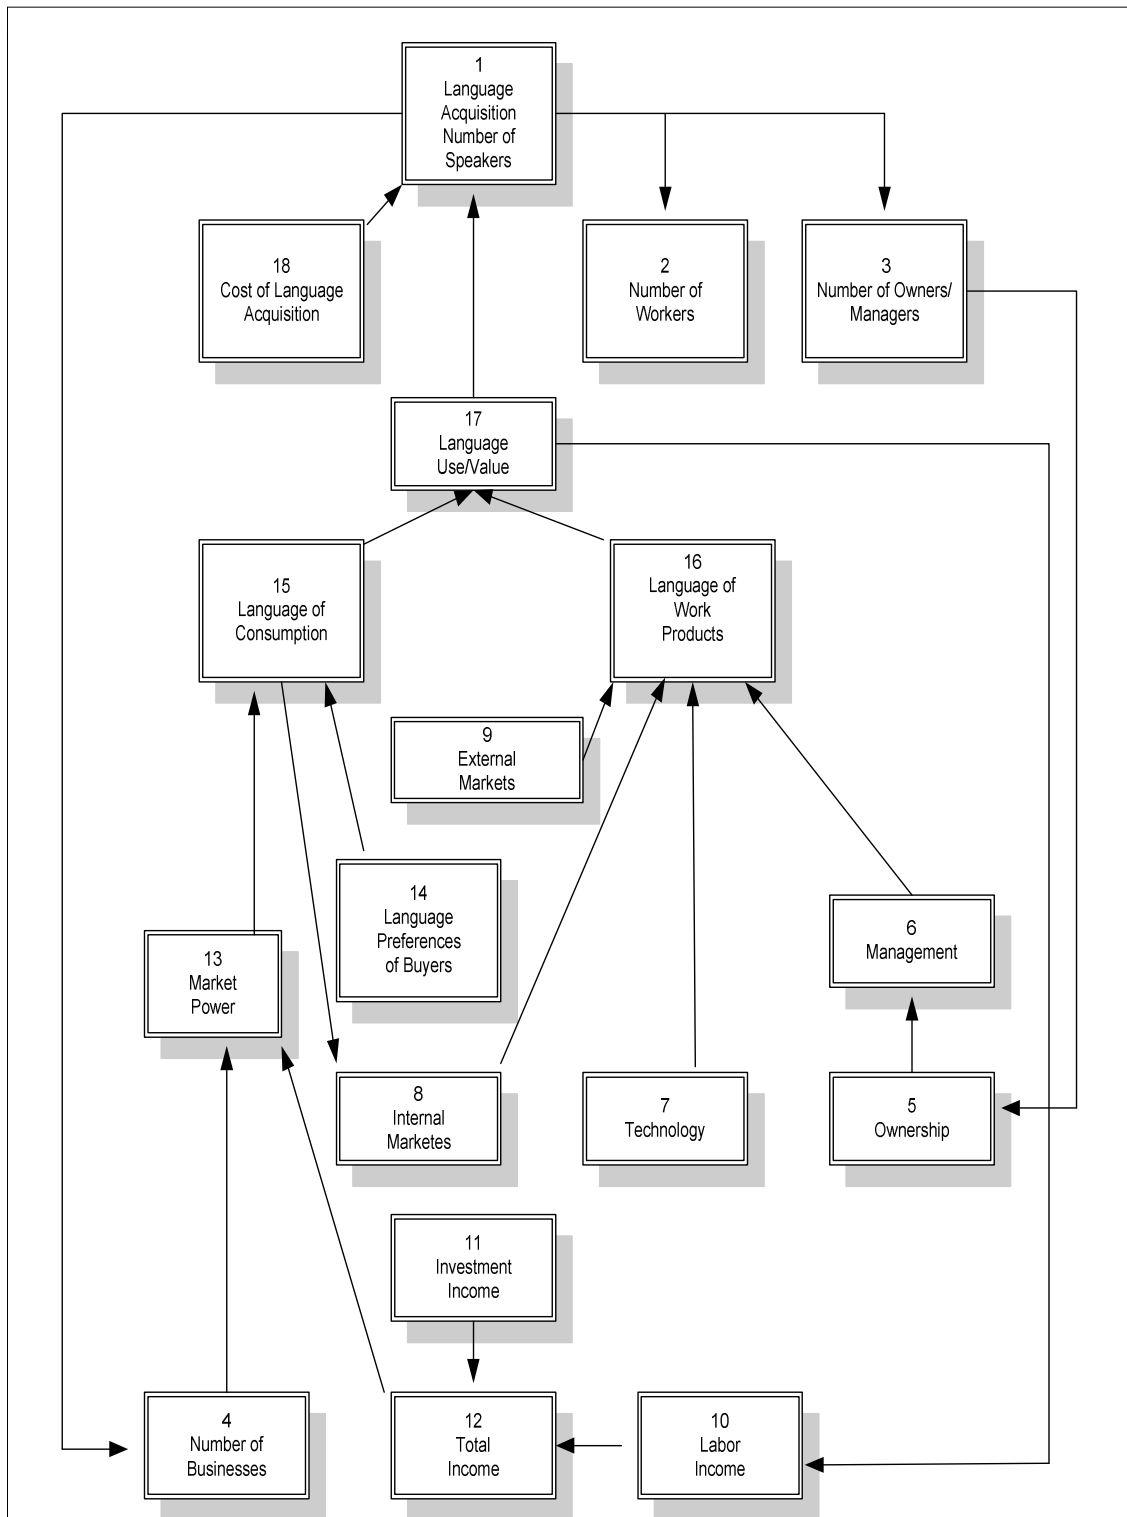 1
Language
Acquisition
Number of
Speakers
18
Cost of Language
Acquisition
2
Number of
Workers
3
Number of Owners/
Managers
17
Language
Use/Value
15
Language of
Consumption
16
Language of
Work
Products
9
External
Markets
14
Language
Preferences
of Buyers
6
Management
13
Market
Power
8
Internal
Marketes
7
Technology
5
Ownership
11
Investment
Income
4
Number of
Businesses
12
Total
Income
10
Labor
Income